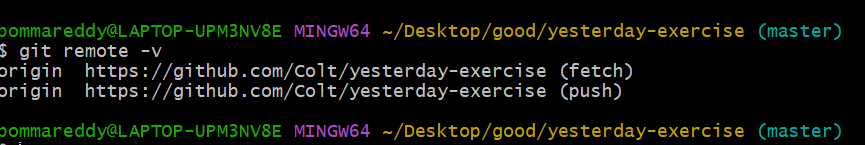 pommareddy@LAPTOP-UPM3NV8E MINGW64 ~/Desktop/good/yesterday-exercise (master)
$ git remote -v
origin  https://github.com/Colt/yesterday-exercise (fetch)
origin  https://github.com/Colt/yesterday-exercise (push)
pommareddy@LAPTOP-UPM3NV8E MINGW64 ~/Desktop/good/yesterday-exercise (master)